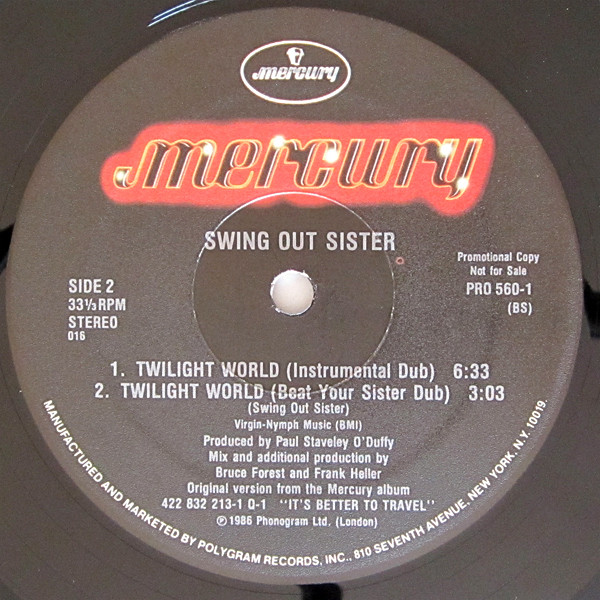 mercury
mercury
SWING OUT SISTER
Promotional Copy
Not for Sale
SIDE 2
33⅓ RPM
STEREO
016
PRO 560-1
(BS)
1. TWILIGHT WORLD (Instrumental Dub) 6:33
2. TWILIGHT WORLD (Beat Your Sister Dub) 3:03
(Swing Out Sister)
Virgin-Nymph Music (BMI)
Produced by Paul Staveley O'Duffy
Mix and additional production by
Bruce Forest and Frank Heller
Original version from the Mercury album
422 832 213-1 Q-1 "IT'S BETTER TO TRAVEL"
℗ 1986 Phonogram Ltd. (London)
MANUFACTURED AND MARKETED BY POLYGRAM RECORDS, INC., 810 SEVENTH AVENUE, NEW YORK, N.Y. 10019.